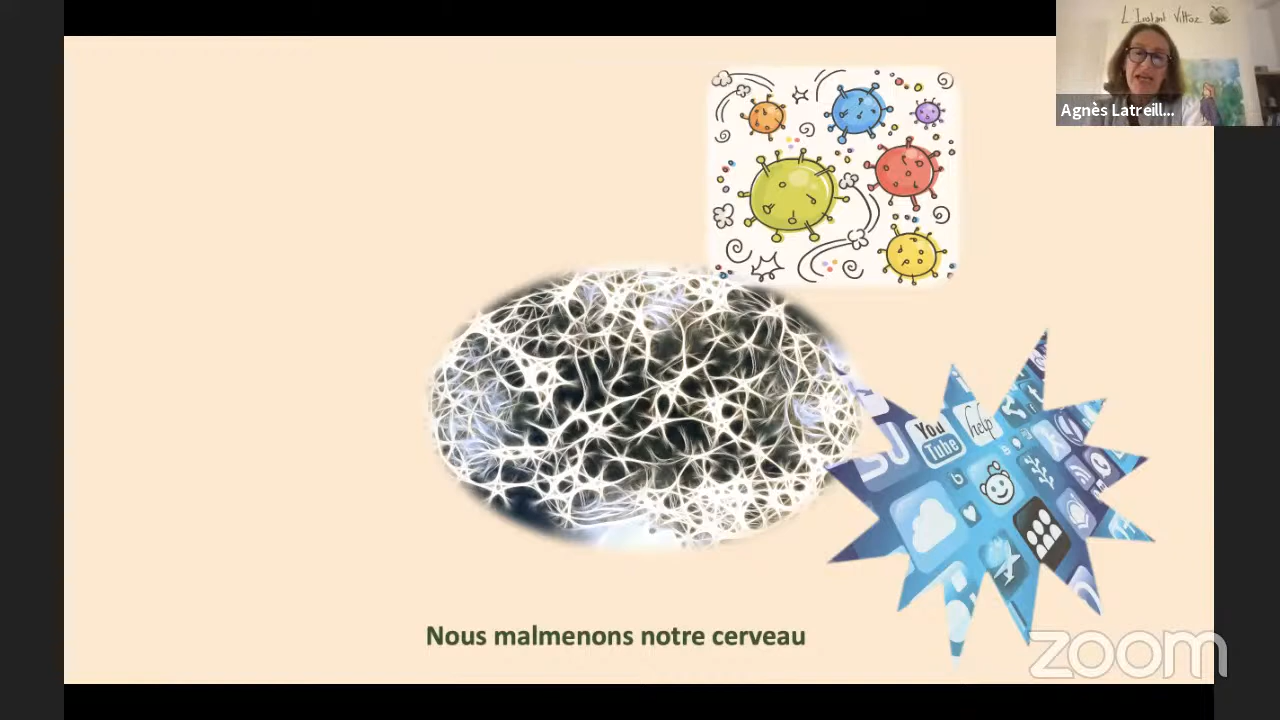 L'Instant Vittoz
Agnès Latreill...
You
Tube
help
Nous malmenons notre cerveau
zoom